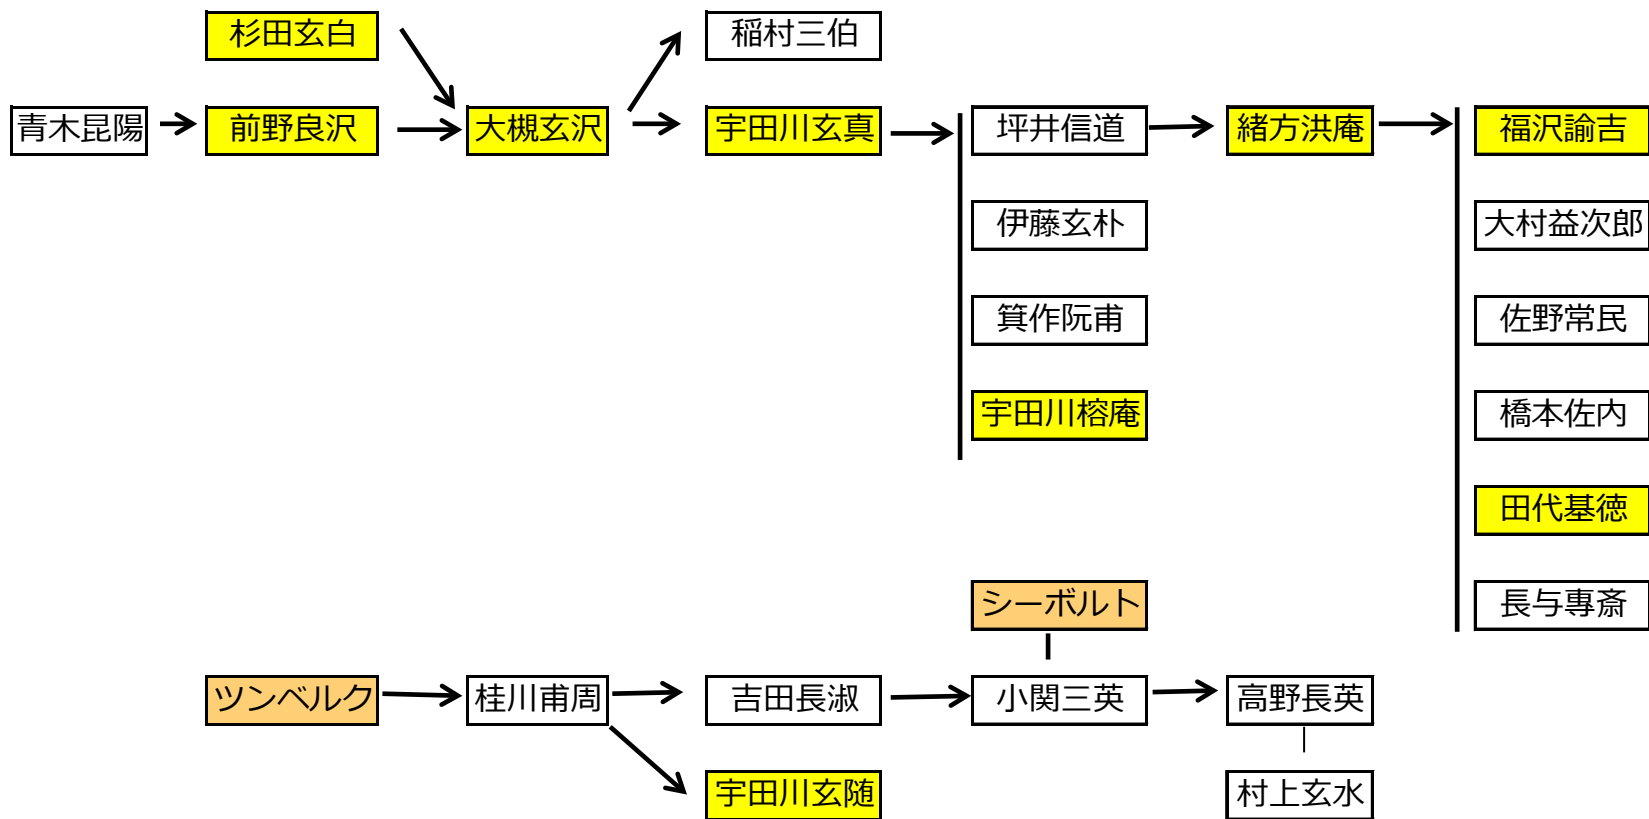 杉田玄白
稲村三伯
青木昆陽
前野良沢
大槻玄沢
宇田川玄真
坪井信道
緒方洪庵
福沢諭吉
伊藤玄朴
大村益次郎
箕作阮甫
佐野常民
宇田川榕庵
橋本佐内
田代基徳
シーボルト
長与専斎
ツンベルク
桂川甫周
吉田長淑
小関三英
高野長英
宇田川玄随
村上玄水